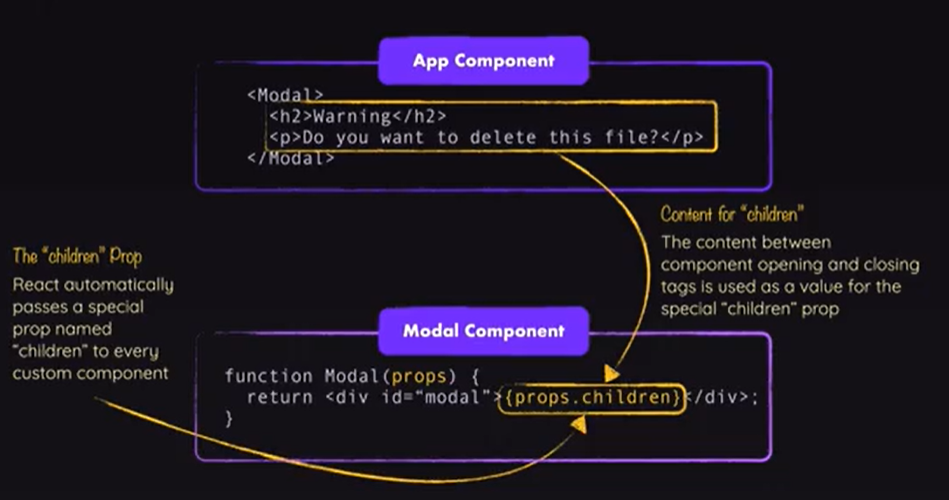 App Component
<Modal>
<h2>Warning</h2>
<p>Do you want to delete this file?</p>
</Modal>
Content for “children”
The content between
component opening and closing
tags is used as a value for the
special “children” prop
The “children” Prop
React automatically
passes a special
prop named
“children” to every
custom component
Modal Component
function Modal(props) {
return <div id="modal">{props.children}</div>;
}